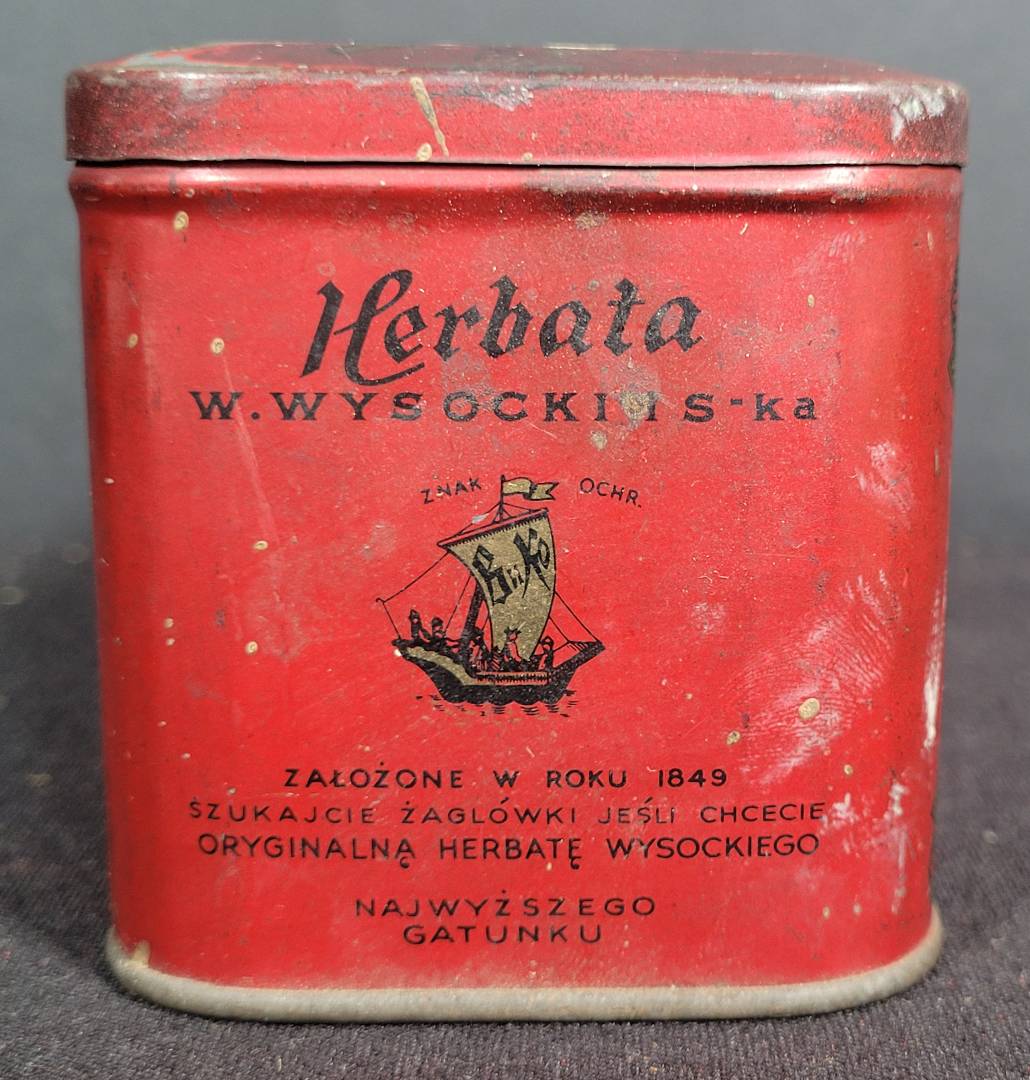 Herbata
W. WYSOCKI i S-ka
ZNAK OCHR.
ZAŁOŻONE W ROKU 1849
SZUKAJCIE ŻAGLÓWKI JEŚLI CHCECIE
ORYGINALNĄ HERBATĘ WYSOCKIEGO
NAJWYŻSZEGO
GATUNKU